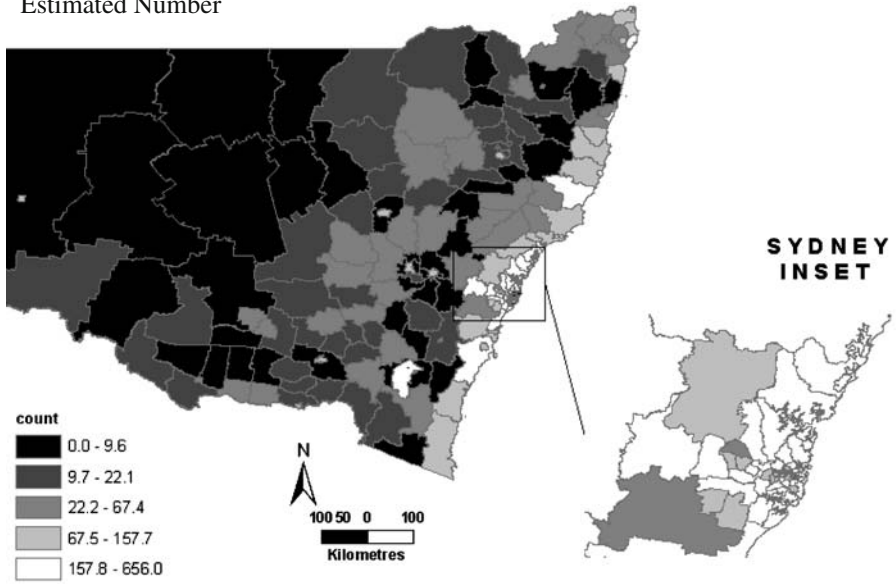 Estimated Number
SYDNEY
INSET
count
0.0 - 9.6
9.7 - 22.1
22.2 - 67.4
67.5 - 157.7
157.8 - 656.0
N
100 50 0 100
Kilometres